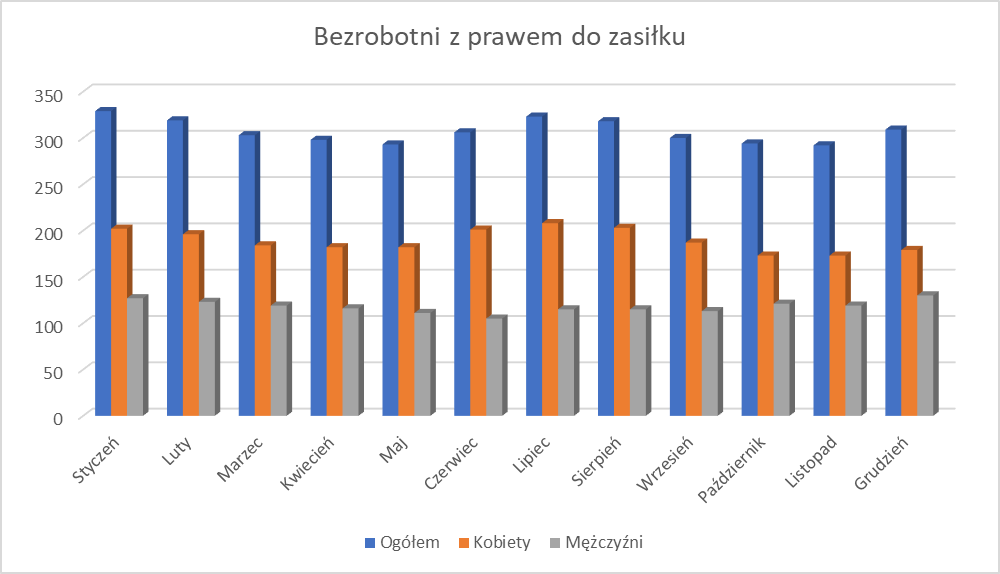 Bezrobotni z prawem do zasiłku
350
300
250
200
150
100
50
0
Styczeń
Luty
Marzec
Kwiecień
Maj
Czerwiec
Lipiec
Sierpień
Wrzesień
Październik
Listopad
Grudzień
Ogółem Kobiety Mężczyźni